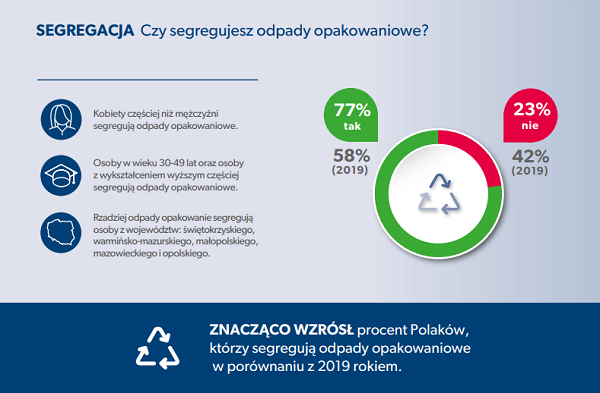 SEGREGACJA Czy segregujesz odpady opakowaniowe?
Kobiety częściej niż mężczyźni
segregują odpady opakowaniowe.
Osoby w wieku 30-49 lat oraz osoby
z wykształceniem wyższym częściej
segregują odpady opakowaniowe.
Rzadziej odpady opakowanie segregują
osoby z województw: świętokrzyskiego,
warmińsko-mazurskiego, małopolskiego,
mazowieckiego i opolskiego.
77%
tak
58%
(2019)
23%
nie
42%
(2019)
ZNACZĄCO WZRÓSŁ procent Polaków,
którzy segregują odpady opakowaniowe
w porównaniu z 2019 rokiem.